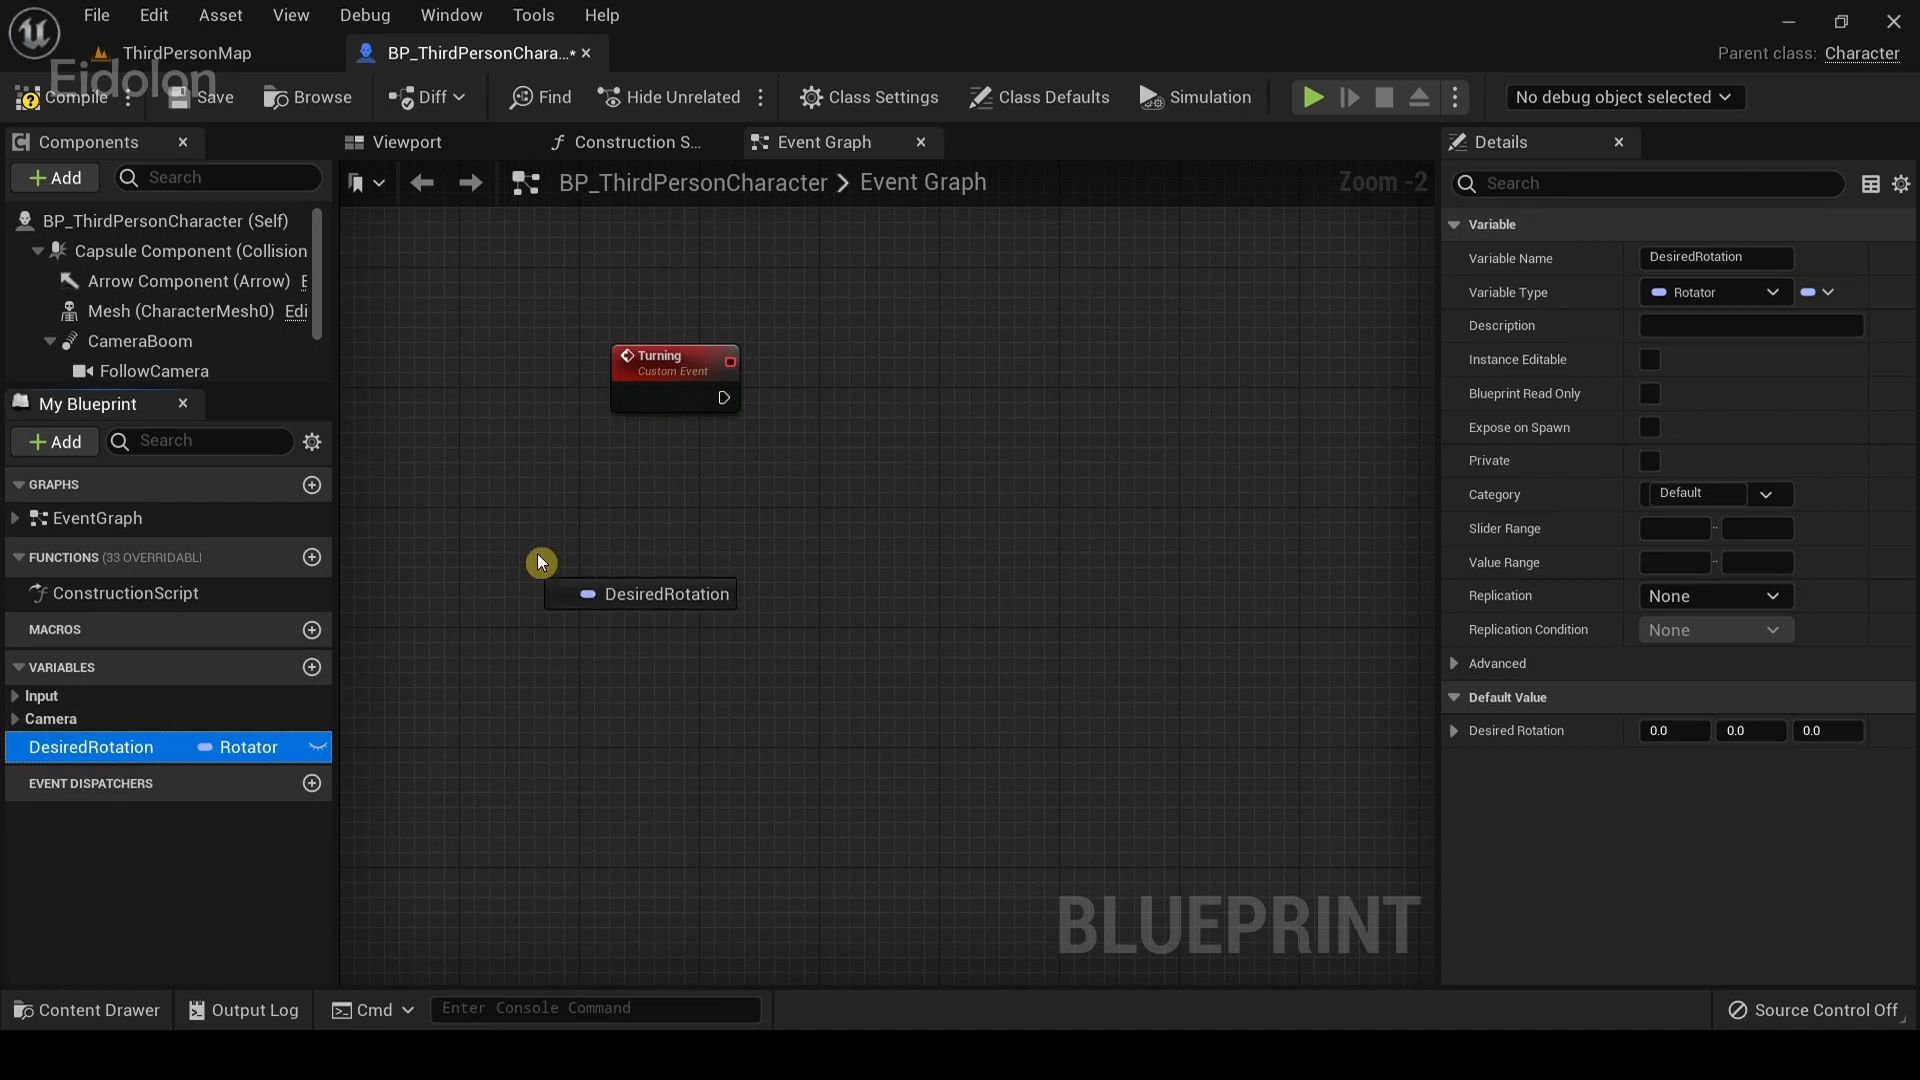 File
Edit
Asset
View
Debug
Window
Tools
Help
ThirdPersonMap
BP_ThirdPersonChara...*
Parent class: Character
Eidolon
Compile
Save
Browse
Diff
Find
Hide Unrelated
Class Settings
Class Defaults
Simulation
No debug object selected
Components
Add
Search
BP_ThirdPersonCharacter (Self)
Capsule Component (Collision
Arrow Component (Arrow) E
Mesh (CharacterMesh0) Edi
CameraBoom
FollowCamera
My Blueprint
Add
Search
GRAPHS
EventGraph
FUNCTIONS (33 OVERRIDABLI
ConstructionScript
MACROS
VARIABLES
Input
Camera
DesiredRotation Rotator
EVENT DISPATCHERS
Viewport
Construction S...
Event Graph
BP_ThirdPersonCharacter > Event Graph
Zoom -2
Turning
Custom Event
DesiredRotation
BLUEPRINT
Details
Search
Variable
Variable Name DesiredRotation
Variable Type Rotator
Description
Instance Editable
Blueprint Read Only
Expose on Spawn
Private
Category Default
Slider Range ..
Value Range ..
Replication None
Replication Condition None
Advanced
Default Value
Desired Rotation 0.0 0.0 0.0
Content Drawer
Output Log
Cmd
Enter Console Command
Source Control Off